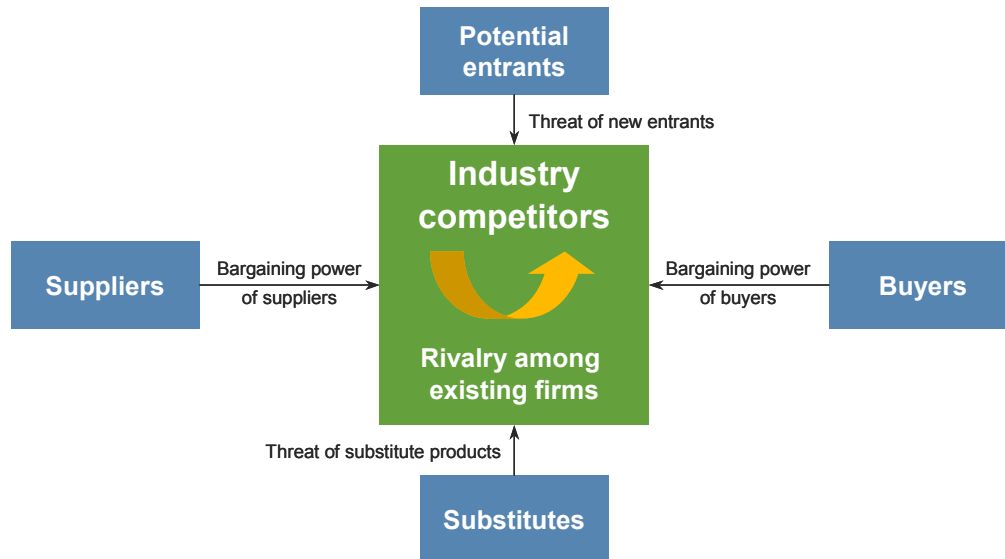 Potential
entrants
Threat of new entrants
Industry
competitors
Suppliers
Bargaining power
of suppliers
Bargaining power
of buyers
Buyers
Rivalry among
existing firms
Threat of substitute products
Substitutes